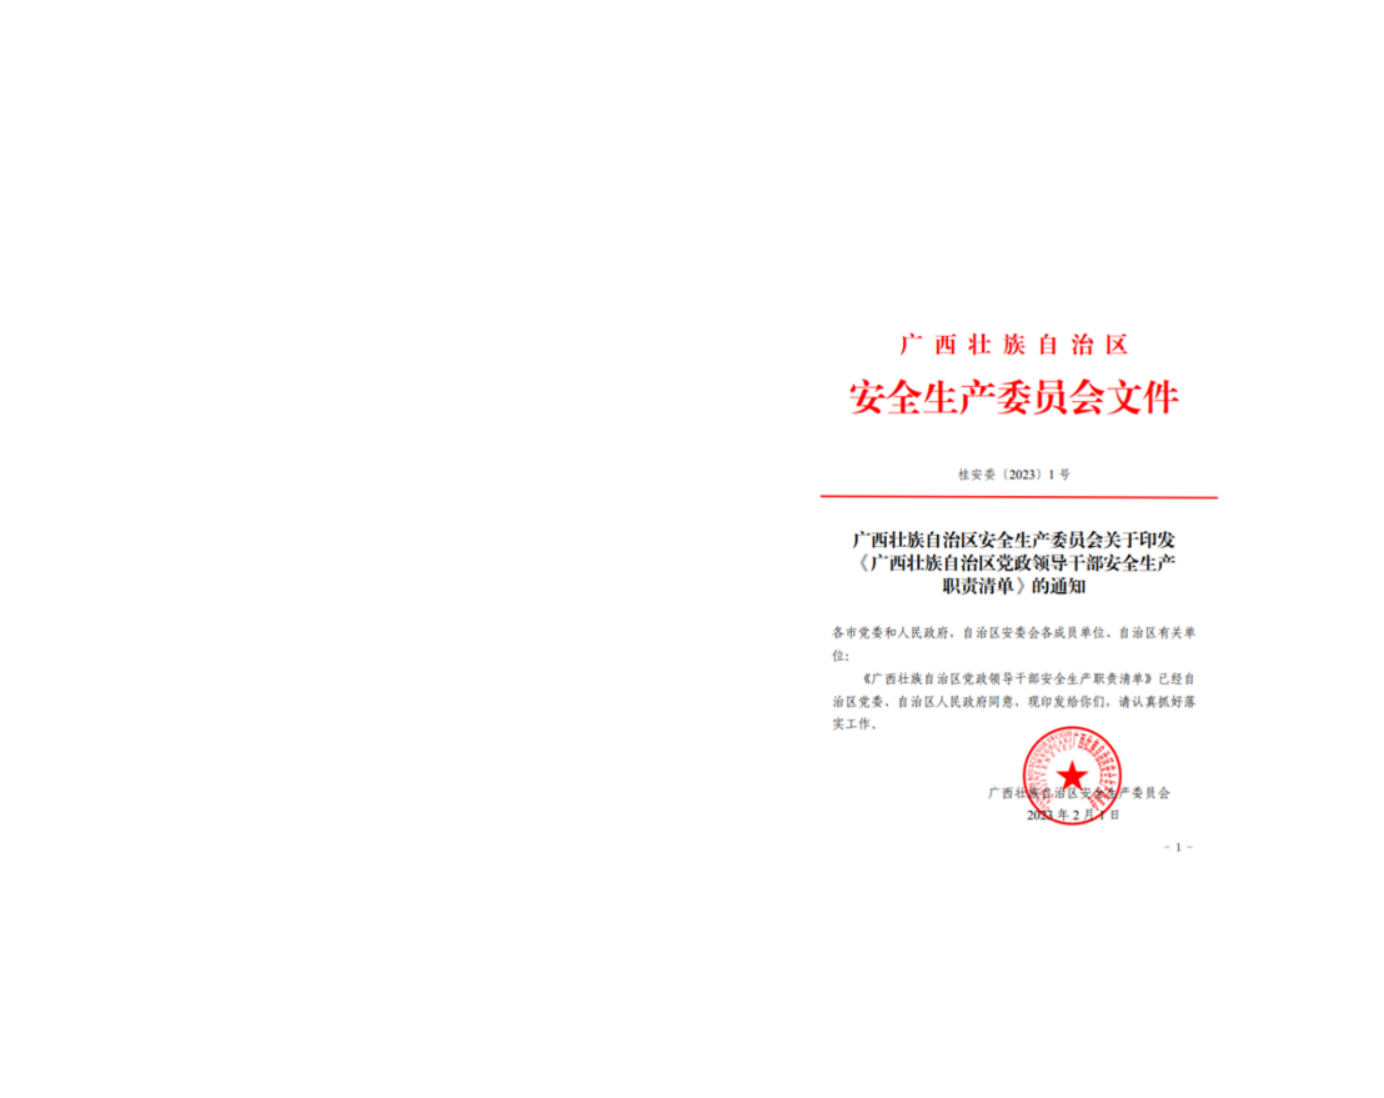 广西壮族自治区
安全生产委员会文件
桂安委〔2023〕1 号
广西壮族自治区安全生产委员会关于印发
《广西壮族自治区党政领导干部安全生产
职责清单》的通知
各市党委和人民政府，自治区安委会各成员单位、自治区有关单
位：
《广西壮族自治区党政领导干部安全生产职责清单》已经自
治区党委、自治区人民政府同意，现印发给你们，请认真抓好落
实工作。
广西壮族自治区安全生产委员会
2023 年 2 月 1 日
- 1 -